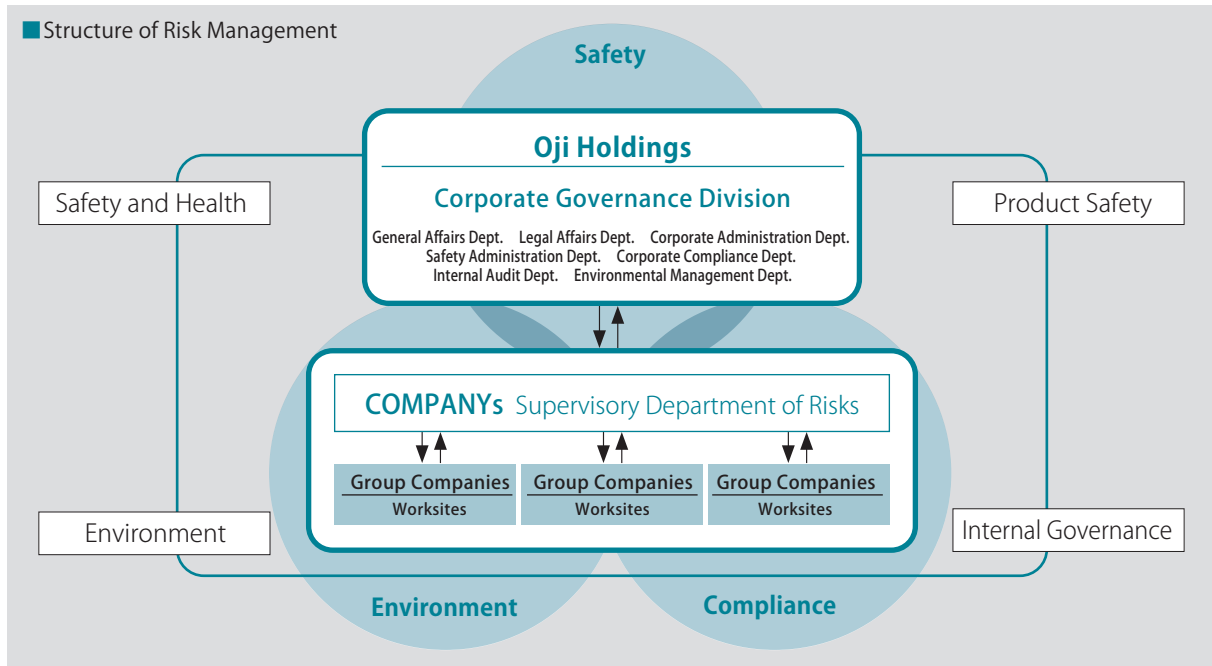 Structure of Risk Management
Safety
Oji Holdings
Corporate Governance Division
General Affairs Dept. Legal Affairs Dept. Corporate Administration Dept.
Safety Administration Dept. Corporate Compliance Dept.
Internal Audit Dept. Environmental Management Dept.
Safety and Health
Product Safety
COMPANYs Supervisory Department of Risks
Group Companies
Worksites
Group Companies
Worksites
Group Companies
Worksites
Environment
Internal Governance
Environment
Compliance